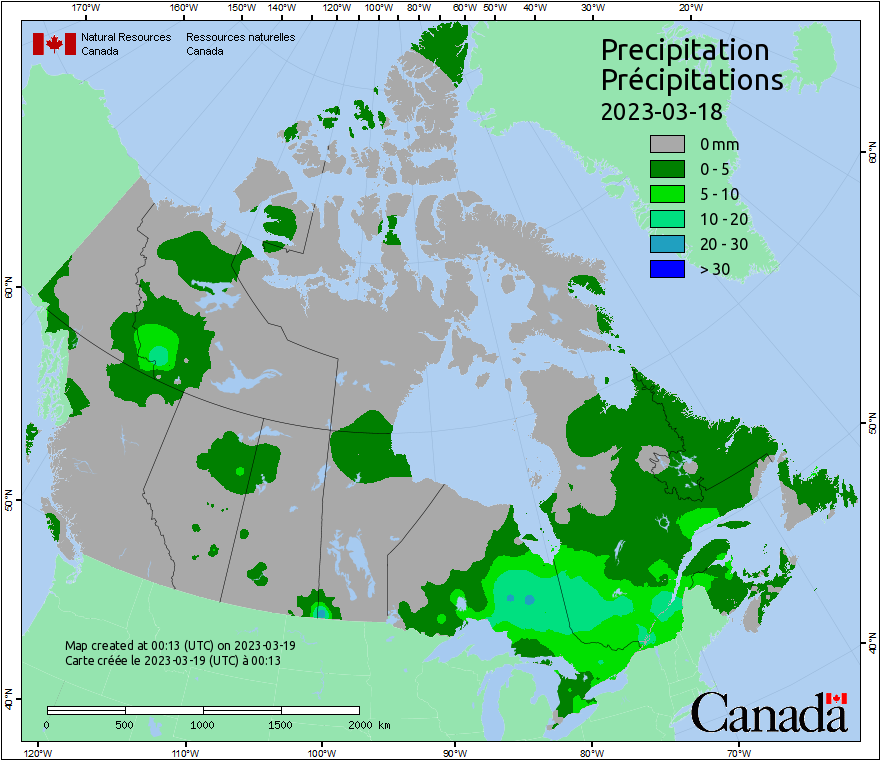 170°W 160°W 150°W 140°W 120°W 100°W 80°W 60°W 50°W 40°W 30°W 20°W
Natural Resources Ressources naturelles
Canada Canada
Precipitation
Précipitations
2023-03-18
0 mm
0 - 5
5 - 10
10 - 20
20 - 30
> 30
60°N
60°N
50°N
50°N
40°N
40°N
Map created at 00:13 (UTC) on 2023-03-19
Carte créée le 2023-03-19 (UTC) à 00:13
0 500 1000 1500 2000 km
Canada
120°W 110°W 100°W 90°W 80°W 70°W